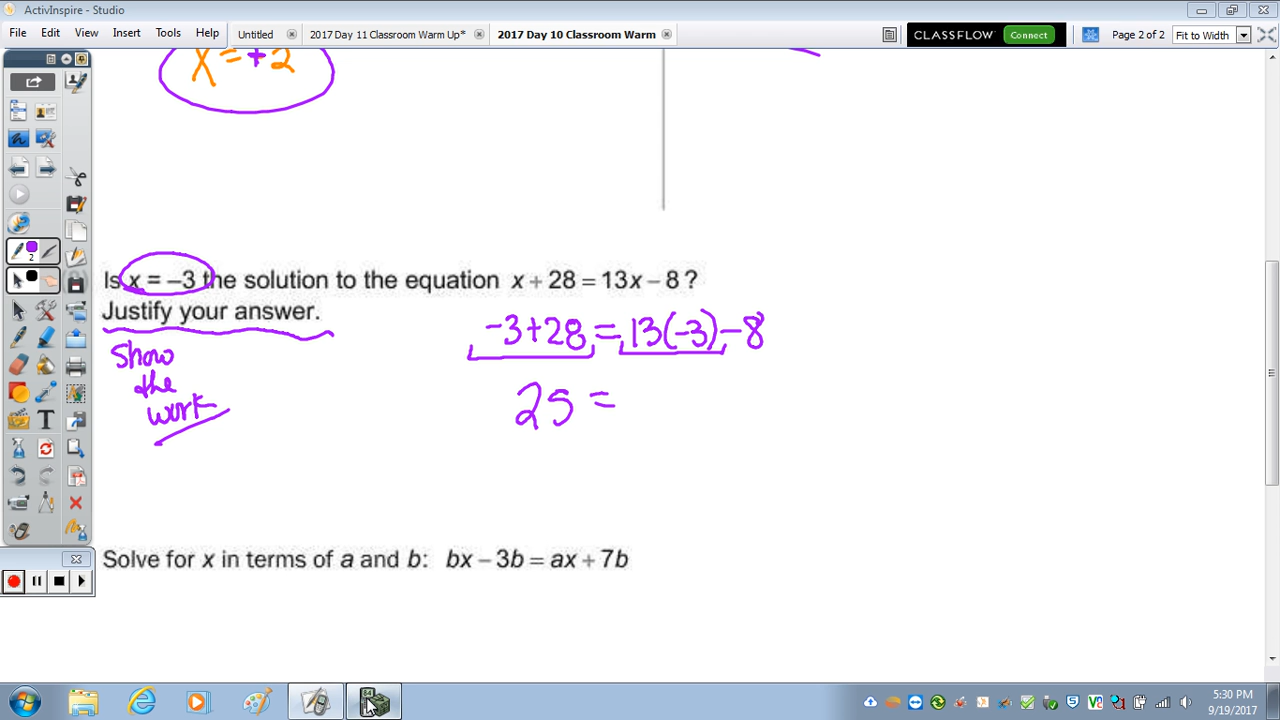 ActivInspire - Studio
File Edit View Insert Tools Help Untitled 2017 Day 11 Classroom Warm Up* 2017 Day 10 Classroom Warm CLASSFLOW Connect Page 2 of 2 Fit to Width
x = +2
Is x = –3 the solution to the equation x + 28 = 13x – 8 ?
Justify your answer.
-3+28 = 13(-3)-8
Show
the
work
25 =
2
Solve for x in terms of a and b: bx – 3b = ax + 7b
5:30 PM
9/19/2017